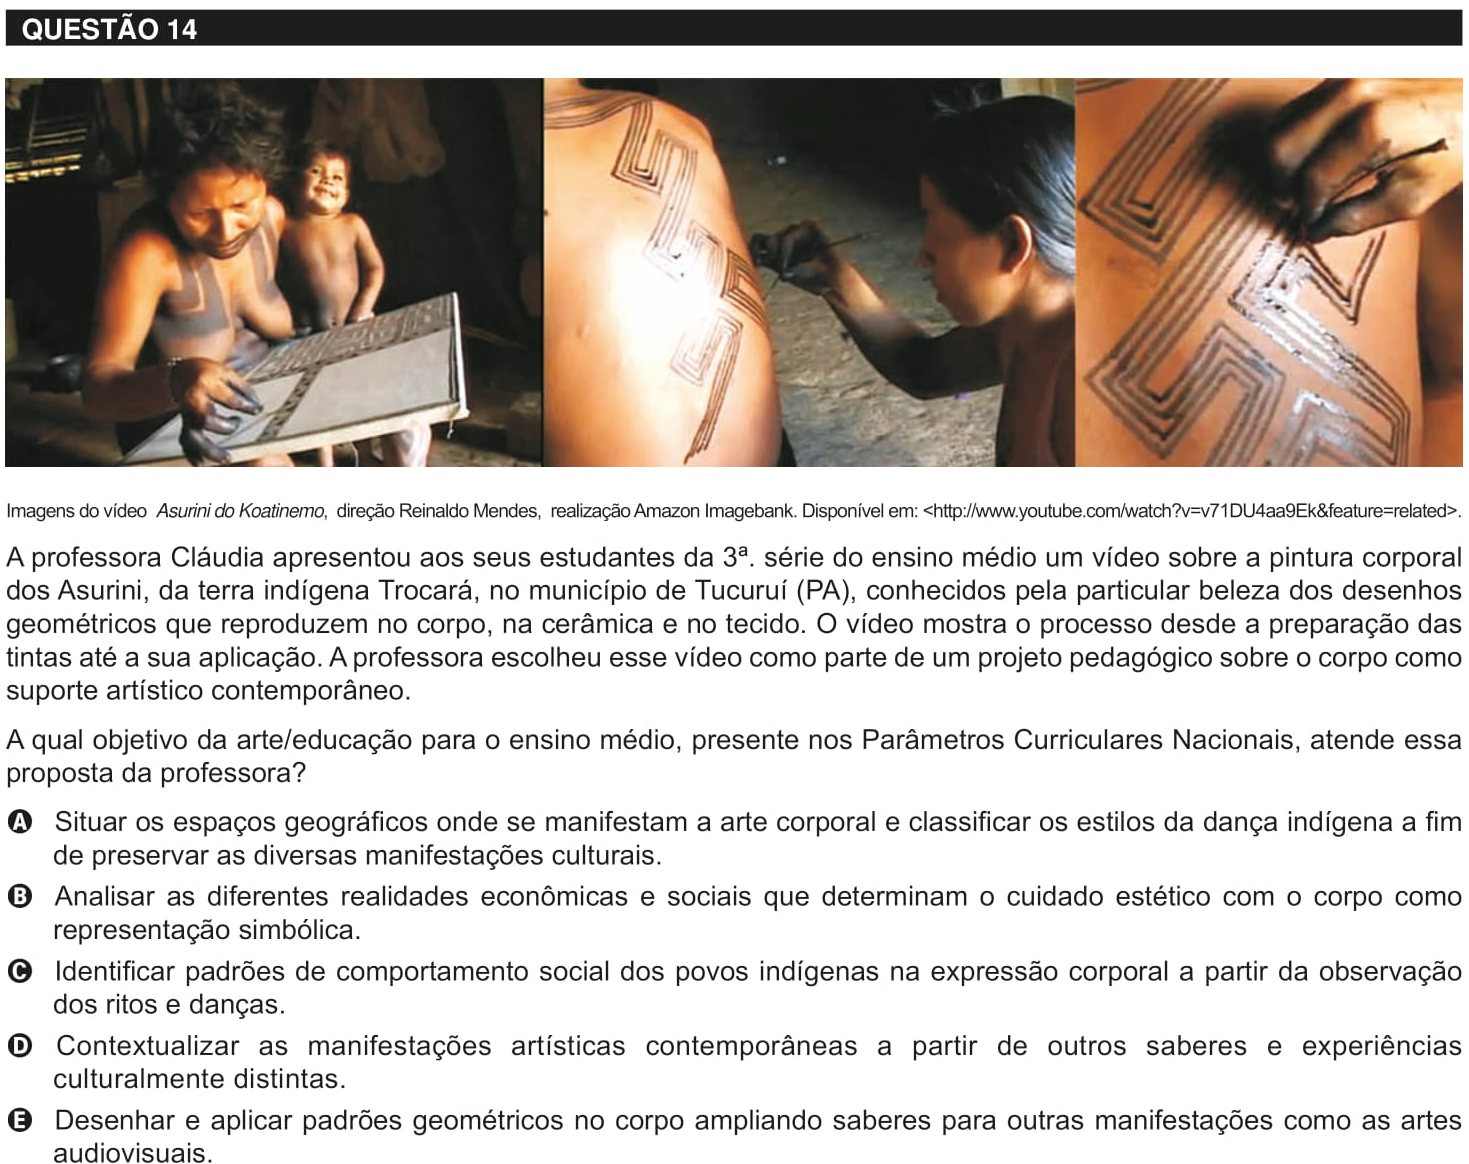 QUESTÃO 14
Imagens do vídeo Asurini do Koatinemo, direção Reinaldo Mendes, realização Amazon Imagebank. Disponível em: <http://www.youtube.com/watch?v=v71DU4aa9Ek&feature=related>.
A professora Cláudia apresentou aos seus estudantes da 3ª. série do ensino médio um vídeo sobre a pintura corporal
dos Asurini, da terra indígena Trocará, no município de Tucuruí (PA), conhecidos pela particular beleza dos desenhos
geométricos que reproduzem no corpo, na cerâmica e no tecido. O vídeo mostra o processo desde a preparação das
tintas até a sua aplicação. A professora escolheu esse vídeo como parte de um projeto pedagógico sobre o corpo como
suporte artístico contemporâneo.
A qual objetivo da arte/educação para o ensino médio, presente nos Parâmetros Curriculares Nacionais, atende essa
proposta da professora?
A Situar os espaços geográficos onde se manifestam a arte corporal e classificar os estilos da dança indígena a fim
de preservar as diversas manifestações culturais.
B Analisar as diferentes realidades econômicas e sociais que determinam o cuidado estético com o corpo como
representação simbólica.
C Identificar padrões de comportamento social dos povos indígenas na expressão corporal a partir da observação
dos ritos e danças.
D Contextualizar as manifestações artísticas contemporâneas a partir de outros saberes e experiências
culturalmente distintas.
E Desenhar e aplicar padrões geométricos no corpo ampliando saberes para outras manifestações como as artes
audiovisuais.